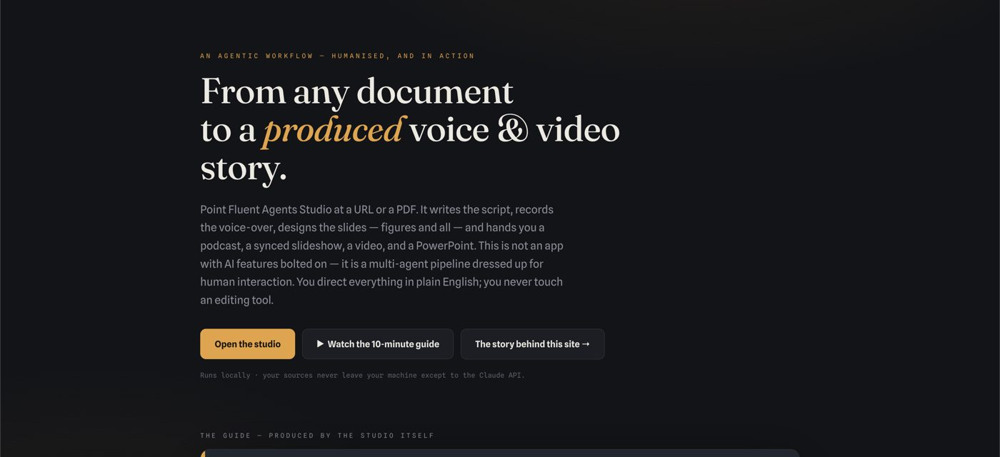 AN AGENTIC WORKFLOW — HUMANISED, AND IN ACTION
From any document
to a produced voice & video
story.
Point Fluent Agents Studio at a URL or a PDF. It writes the script, records
the voice-over, designs the slides — figures and all — and hands you a
podcast, a synced slideshow, a video, and a PowerPoint. This is not an app
with AI features bolted on — it is a multi-agent pipeline dressed up for
human interaction. You direct everything in plain English; you never touch
an editing tool.
Open the studio
▶ Watch the 10-minute guide
The story behind this site →
Runs locally · your sources never leave your machine except to the Claude API.
THE GUIDE — PRODUCED BY THE STUDIO ITSELF